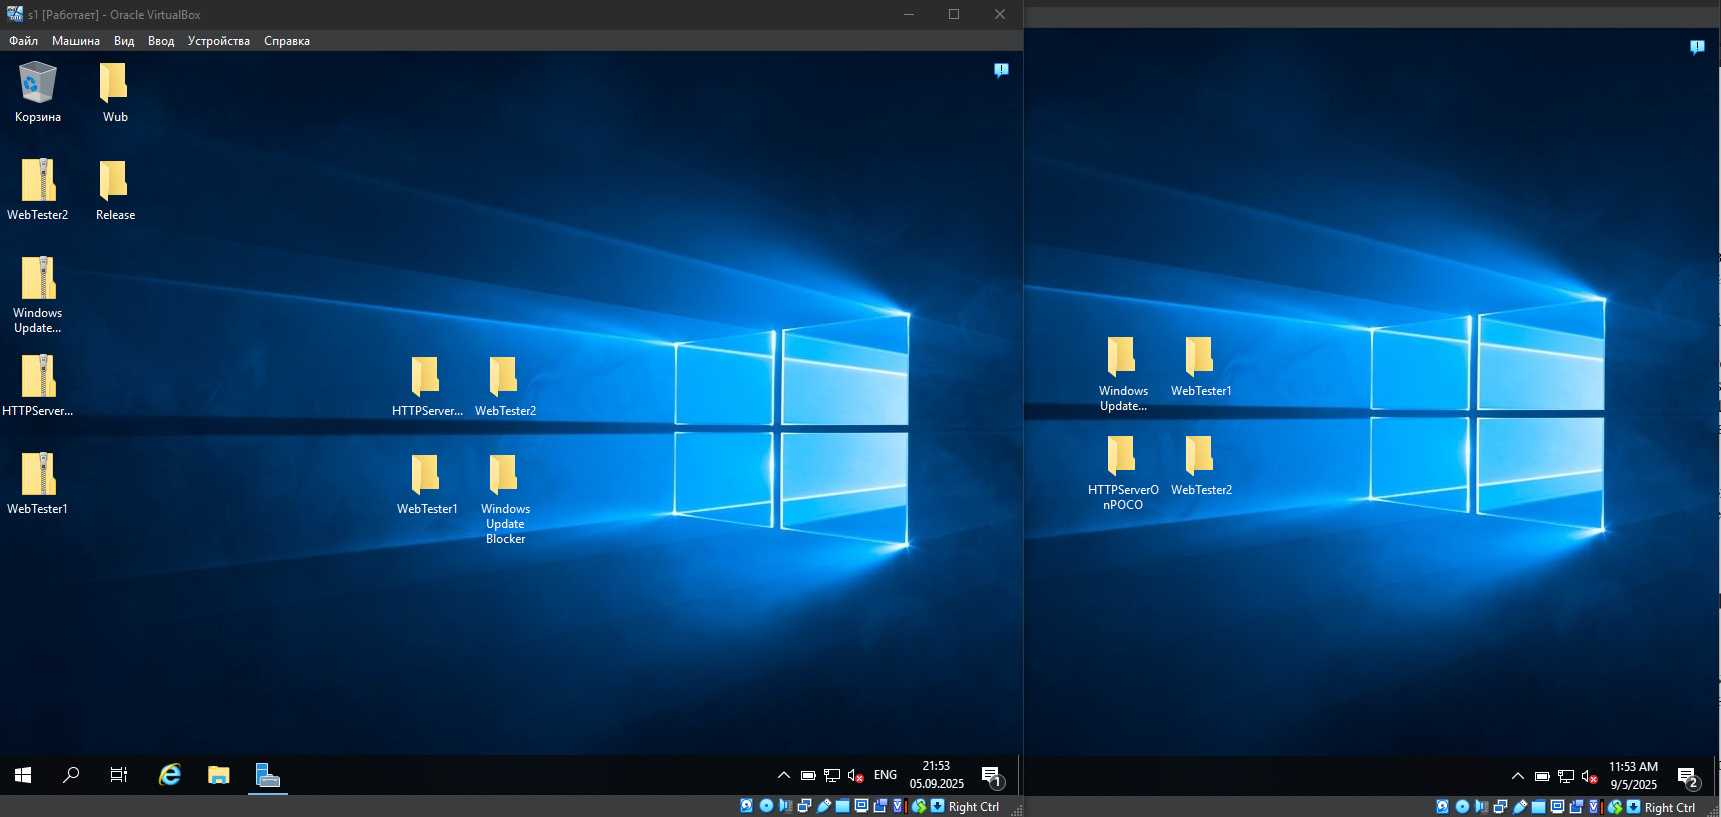 s1 [Работает] - Oracle VirtualBox
Файл Машина Вид Ввод Устройства Справка
Корзина
Wub
WebTester2
Release
Windows
Update...
HTTPServer...
WebTester1
HTTPServer...
WebTester2
WebTester1
Windows
Update
Blocker
ENG
21:53
05.09.2025
1
Right Ctrl
Windows
Update...
WebTester1
HTTPServerO
nPOCO
WebTester2
11:53 AM
9/5/2025
2
Right Ctrl